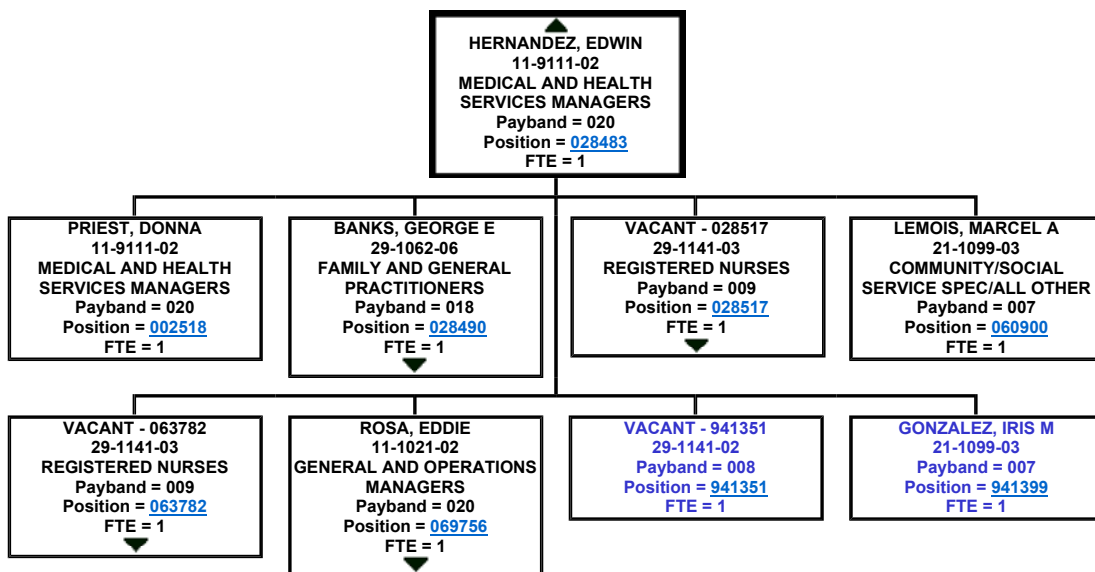 HERNANDEZ, EDWIN
11-9111-02
MEDICAL AND HEALTH
SERVICES MANAGERS
Payband = 020
Position = 028483
FTE = 1
PRIEST, DONNA
11-9111-02
MEDICAL AND HEALTH
SERVICES MANAGERS
Payband = 020
Position = 002518
FTE = 1
BANKS, GEORGE E
29-1062-06
FAMILY AND GENERAL
PRACTITIONERS
Payband = 018
Position = 028490
FTE = 1
VACANT - 028517
29-1141-03
REGISTERED NURSES
Payband = 009
Position = 028517
FTE = 1
LEMOIS, MARCEL A
21-1099-03
COMMUNITY/SOCIAL
SERVICE SPEC/ALL OTHER
Payband = 007
Position = 060900
FTE = 1
VACANT - 063782
29-1141-03
REGISTERED NURSES
Payband = 009
Position = 063782
FTE = 1
ROSA, EDDIE
11-1021-02
GENERAL AND OPERATIONS
MANAGERS
Payband = 020
Position = 069756
FTE = 1
VACANT - 941351
29-1141-02
Payband = 008
Position = 941351
FTE = 1
GONZALEZ, IRIS M
21-1099-03
Payband = 007
Position = 941399
FTE = 1